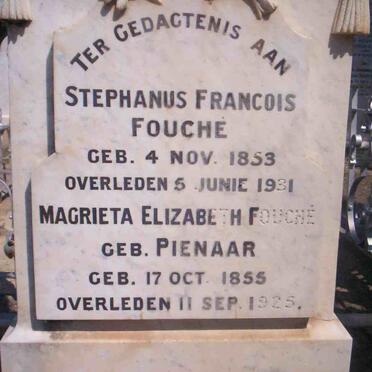 TER GEDACTENIS AAN
STEPHANUS FRANCOIS
FOUCHÉ
GEB. 4 NOV. 1853
OVERLEDEN 5 JUNIE 1931
MAGRIETA ELIZABETH FOUCHÉ
GEB. PIENAAR
GEB. 17 OCT. 1855
OVERLEDEN 11 SEP. 1925.